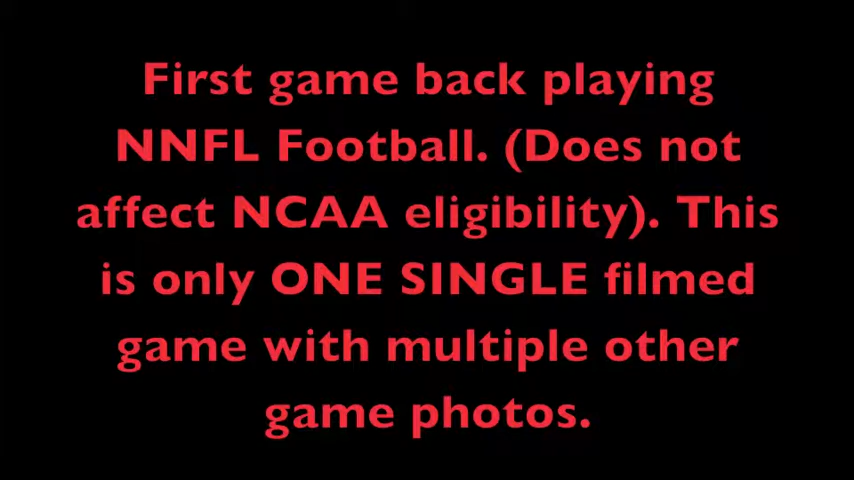 First game back playing
NNFL Football. (Does not
affect NCAA eligibility). This
is only ONE SINGLE filmed
game with multiple other
game photos.